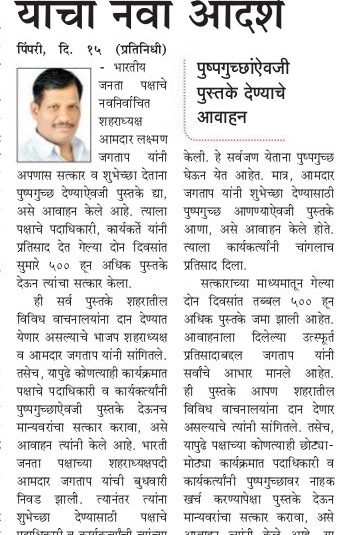 यांचा नवा आदर्श
पिंपरी, दि. १५ (प्रतिनिधी)
- भारतीय
जनता पक्षाचे
नवनिर्वाचित
शहराध्यक्ष
आमदार लक्ष्मण
जगताप यांनी
अपणास सत्कार व शुभेच्छा देताना
पुष्पगुच्छ देण्याऐवजी पुस्तके द्या,
असे आवाहन केले आहे. त्याला
पक्षाचे पदाधिकारी, कार्यकर्ते यांनी
प्रतिसाद देत गेल्या दोन दिवसांत
सुमारे ५०० हून अधिक पुस्तके
देऊन त्यांचा सत्कार केला.
ही सर्व पुस्तके शहरातील
विविध वाचनालयांना दान देण्यात
येणार असल्याचे भाजप शहराध्यक्ष
व आमदार जगताप यांनी सांगितले.
तसेच, यापुढे कोणत्याही कार्यक्रमात
पक्षाचे पदाधिकारी व कार्यकर्त्यांनी
पुष्पगुच्छाऐवजी पुस्तके देऊनच
मान्यवरांचा सत्कार करावा, असे
आवाहन त्यांनी केले आहे. भारती
जनता पक्षाच्या शहराध्यक्षपदी
आमदार जगताप यांची बुधवारी
निवड झाली. त्यानंतर त्यांना
शुभेच्छा देण्यासाठी पक्षाचे
पदाधिकारी व कार्यकर्त्यांची त्यांच्या
पुष्पगुच्छांऐवजी
पुस्तके देण्याचे
आवाहन
केली. हे सर्वजण येताना पुष्पगुच्छ
घेऊन येत आहेत. मात्र, आमदार
जगताप यांनी शुभेच्छा देण्यासाठी
पुष्पगुच्छ आणण्याऐवजी पुस्तके
आणा, असे आवाहन केले होते.
त्याला कार्यकर्त्यांनी चांगलाच
प्रतिसाद दिला.
सत्काराच्या माध्यमातून गेल्या
दोन दिवसांत तब्बल ५०० हून
अधिक पुस्तके जमा झाली आहेत.
आवाहनाला दिलेल्या उत्स्फूर्त
प्रतिसादाबद्दल जगताप यांनी
सर्वांचे आभार मानले आहेत.
ही पुस्तके आपण शहरातील
विविध वाचनालयांना दान देणार
असल्याचे त्यांनी सांगितले. तसेच,
यापुढे पक्षाच्या कोणत्याही छोट्या-
मोठ्या कार्यक्रमात पदाधिकारी व
कार्यकर्त्यांनी पुष्पगुच्छावर नाहक
खर्च करण्यापेक्षा पुस्तके देऊन
मान्यवरांचा सत्कार करावा, असे
आवाहन त्यांनी केले आहे. या